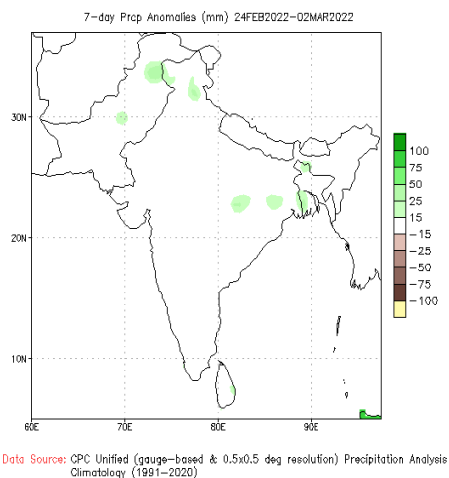 7-day Prcp Anomalies (mm) 24FEB2022-02MAR2022
30N
20N
10N
60E 70E 80E 90E
100
75
50
25
15
-15
-25
-50
-75
-100
Data Source: CPC Unified (gauge-based & 0.5x0.5 deg resolution) Precipitation Analysis
Climatology (1991-2020)